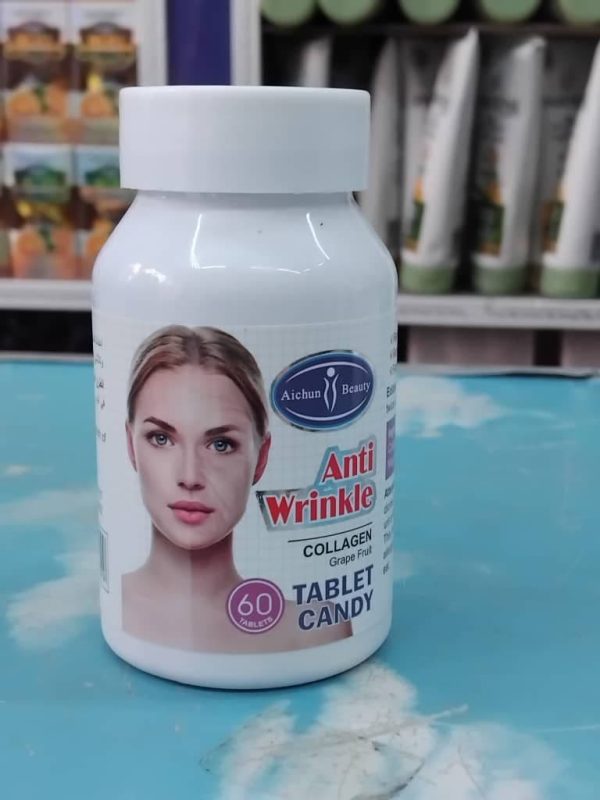 Aichun Beauty
Anti
Wrinkle
COLLAGEN
Grape Fruit
60
TABLETS
TABLET
CANDY